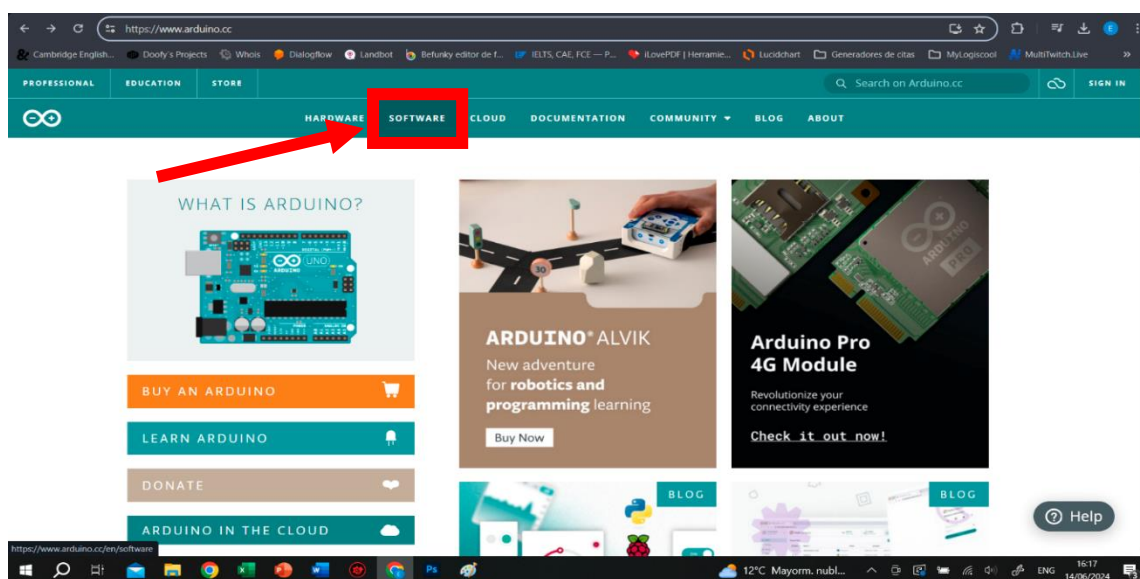 https://www.arduino.cc
Cambridge English... Doofy's Projects Whois Dialogflow Landbot Befunky editor de f... IELTS, CAE, FCE — P... iLovePDF | Herramie... Lucidchart Generadores de citas MyLogiscool MultiTwitch.Live »
PROFESSIONAL EDUCATION STORE Search on Arduino.cc SIGN IN
HARDWARE SOFTWARE CLOUD DOCUMENTATION COMMUNITY BLOG ABOUT
WHAT IS ARDUINO?
UNO
ARDUINO
BUY AN ARDUINO
LEARN ARDUINO
DONATE
ARDUINO IN THE CLOUD
30
ARDUINO® ALVIK
New adventure
for robotics and
programming learning
Buy Now
ARDUINO
PRO
Arduino Pro
4G Module
Revolutionize your
connectivity experience
Check it out now!
BLOG
BLOG
Help
https://www.arduino.cc/en/software
Ps
12°C Mayorm. nubl...
ENG
16:17
14/06/2024